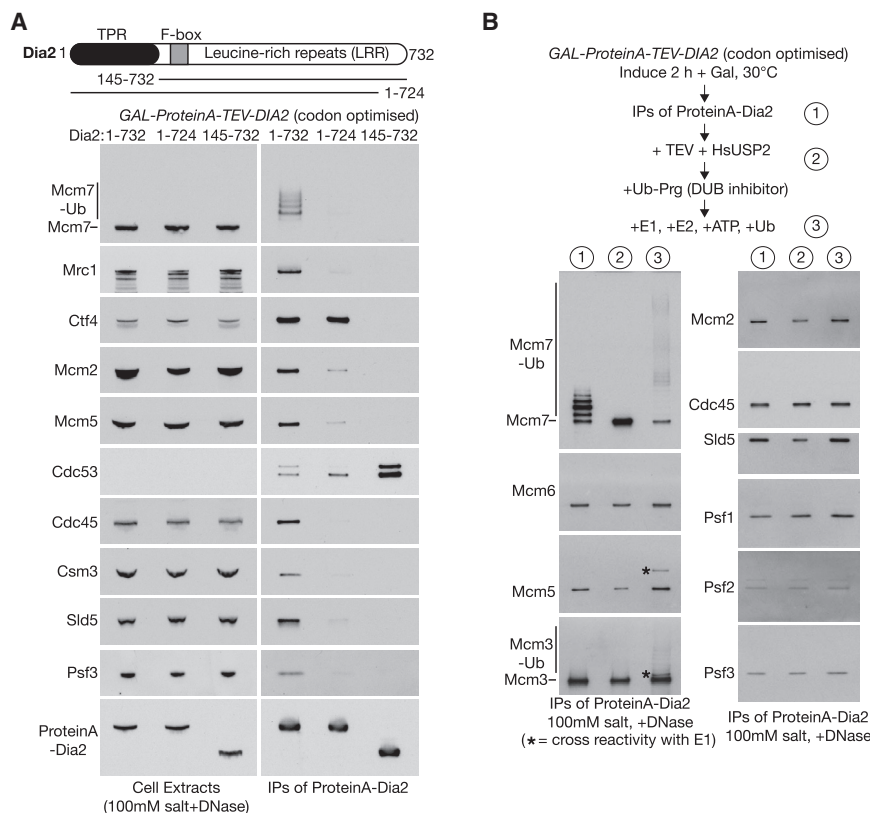 A
TPR F-box
Dia2 1 Leucine-rich repeats (LRR) 732
145-732
1-724
GAL-ProteinA-TEV-DIA2 (codon optimised)
Dia2: 1-732 1-724 145-732 1-732 1-724 145-732
Mcm7
-Ub
Mcm7
Mrc1
Ctf4
Mcm2
Mcm5
Cdc53
Cdc45
Csm3
Sld5
Psf3
ProteinA
-Dia2
Cell Extracts
(100mM salt+DNase)
IPs of ProteinA-Dia2
B
GAL-ProteinA-TEV-DIA2 (codon optimised)
Induce 2 h + Gal, 30°C
IPs of ProteinA-Dia2 1
+ TEV + HsUSP2 2
+Ub-Prg (DUB inhibitor)
+E1, +E2, +ATP, +Ub 3
1 2 3
Mcm7
-Ub
Mcm7
Mcm6
* Mcm5
Mcm3
-Ub
* Mcm3
IPs of ProteinA-Dia2
100mM salt, +DNase
(*= cross reactivity with E1)
1 2 3
Mcm2
Cdc45
Sld5
Psf1
Psf2
Psf3
IPs of ProteinA-Dia2
100mM salt, +DNase